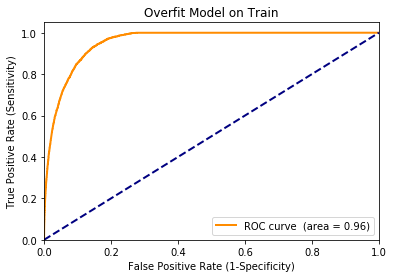 Overfit Model on Train
True Positive Rate (Sensitivity)
1.0
0.8
0.6
0.4
0.2
0.0
ROC curve  (area = 0.96)
0.0 0.2 0.4 0.6 0.8 1.0
False Positive Rate (1-Specificity)